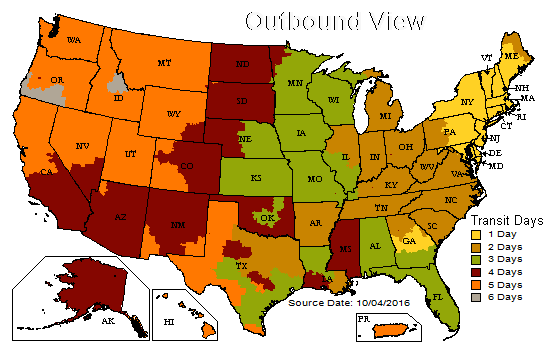 Outbound View
WA
MT
ND
MN
ME
VT
OR
ID
WY
SD
WI
MI
NY
NH
MA
RI
CT
NV
UT
CO
NE
IA
IL
IN
OH
PA
NJ
DE
MD
CA
AZ
NM
KS
MO
KY
WV
VA
OK
AR
TN
NC
TX
LA
MS
AL
GA
SC
FL
AK
HI
PR
Transit Days
1 Day
2 Days
3 Days
4 Days
5 Days
6 Days
Source Date: 10/04/2016